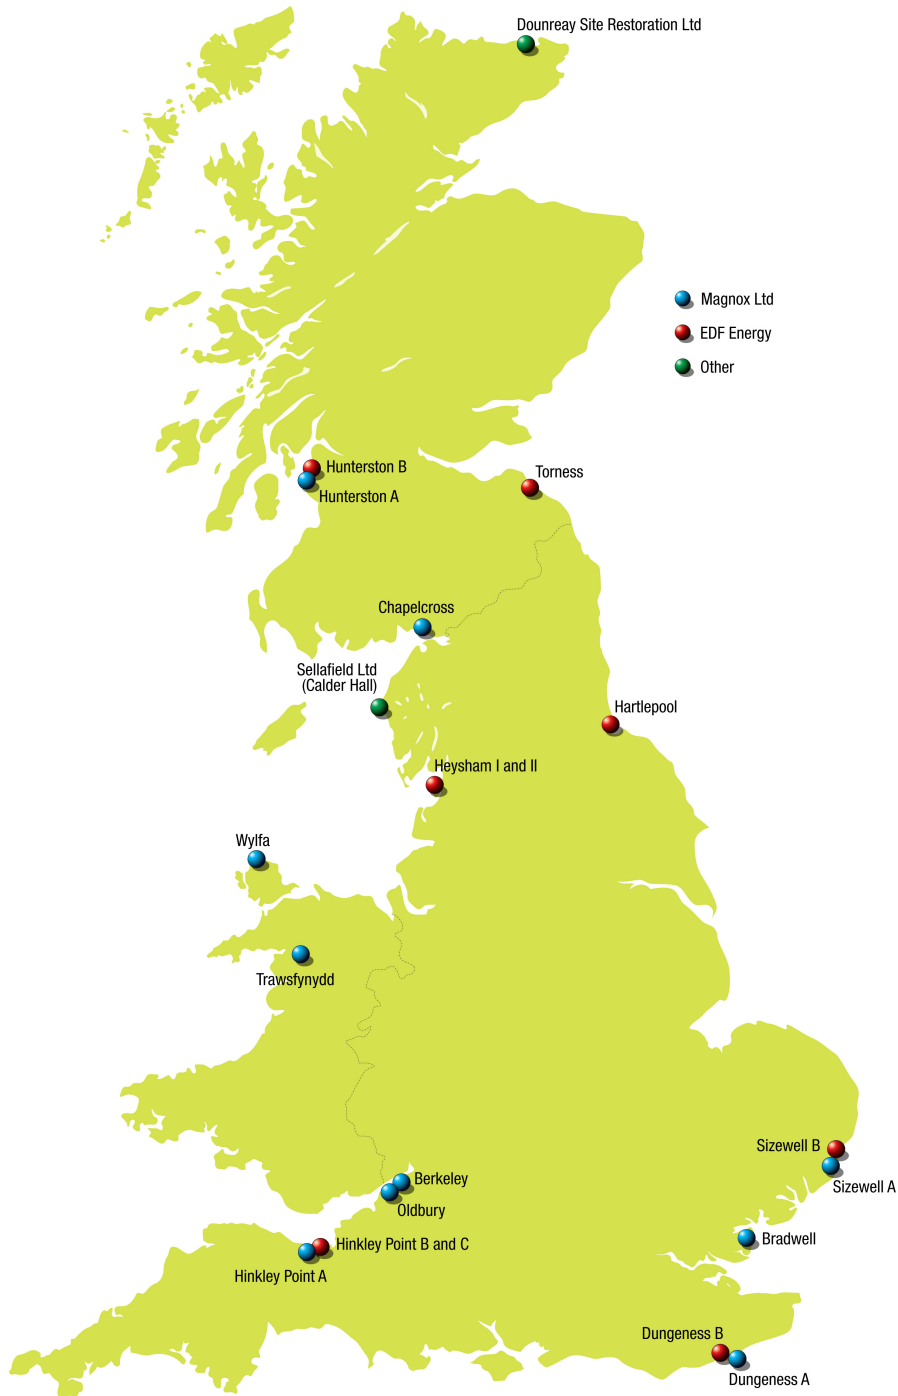 Dounreay Site Restoration Ltd
Magnox Ltd
EDF Energy
Other
Hunterston B
Hunterston A
Torness
Chapelcross
Sellafield Ltd
(Calder Hall)
Hartlepool
Heysham I and II
Wylfa
Trawsfynydd
Sizewell B
Sizewell A
Berkeley
Oldbury
Bradwell
Hinkley Point B and C
Hinkley Point A
Dungeness B
Dungeness A